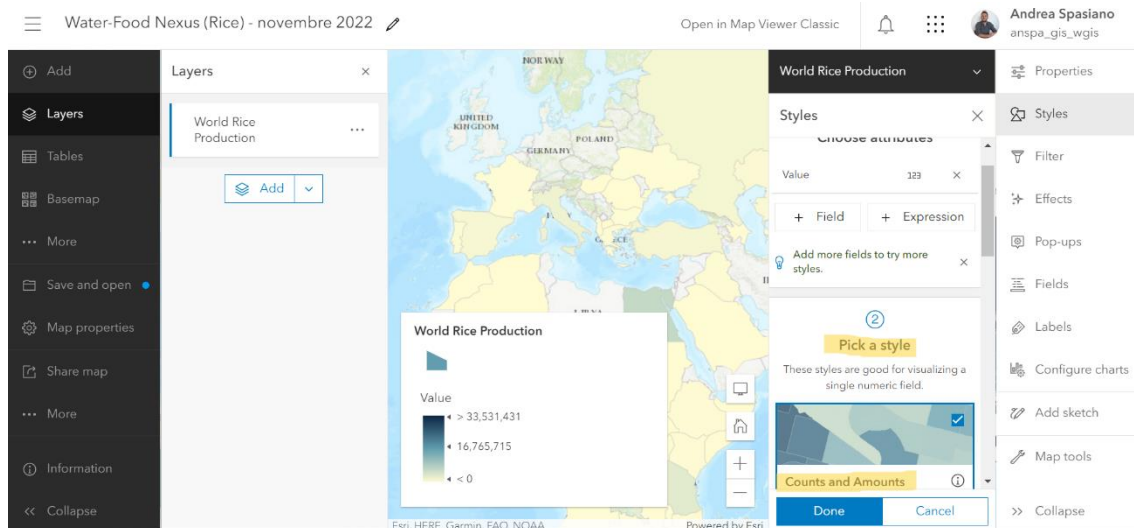 Water-Food Nexus (Rice) - novembre 2022
Open in Map Viewer Classic
Andrea Spasiano
anspa_gis_wgis
Add
Layers
Tables
Basemap
More
Save and open
Map properties
Share map
More
Information
Collapse
Layers
World Rice
Production
Add
NORWAY
UNITED
KINGDOM
POLAND
GERMANY
World Rice Production
Value
> 33,531,431
16,765,715
< 0
Esri, HERE, Garmin, FAO, NOAA
Powered by Esri
World Rice Production
Styles
Choose attributes
Value 123
+ Field
+ Expression
Add more fields to try more
styles.
2
Pick a style
These styles are good for visualizing a
single numeric field.
Counts and Amounts
Done
Cancel
Properties
Styles
Filter
Effects
Pop-ups
Fields
Labels
Configure charts
Add sketch
Map tools
Collapse